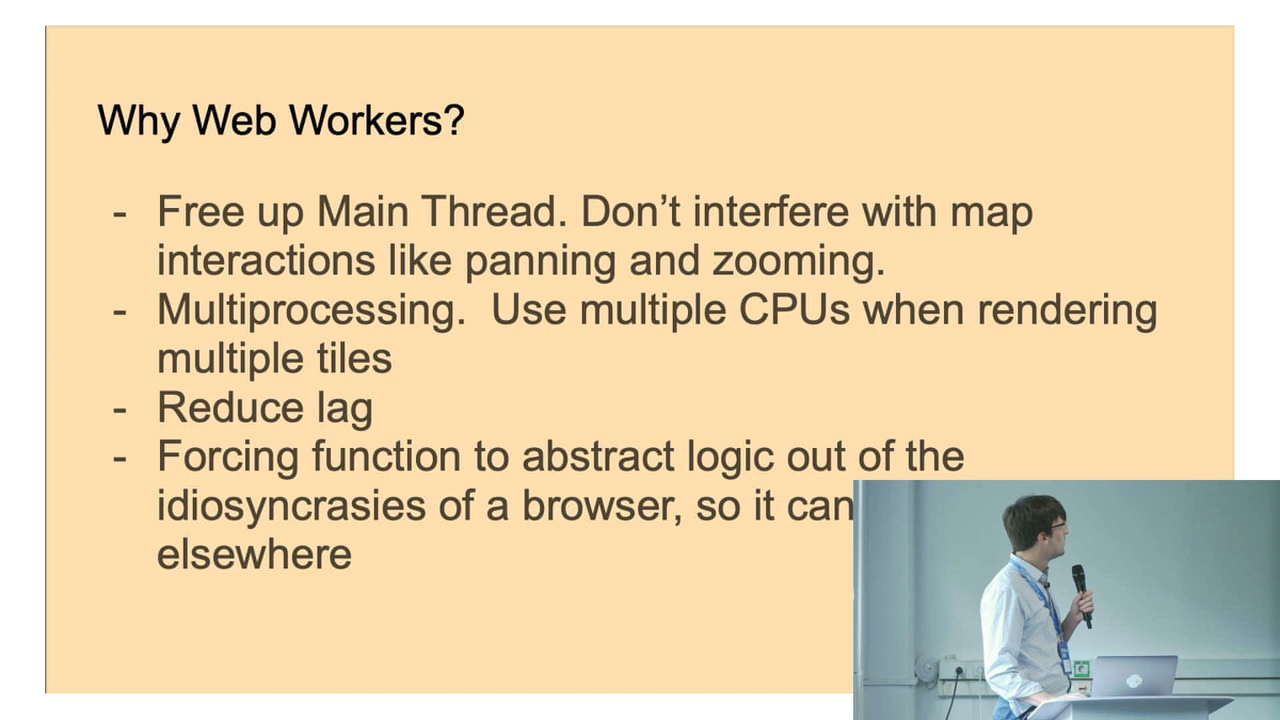 Why Web Workers?
- Free up Main Thread. Don’t interfere with map
interactions like panning and zooming.
- Multiprocessing.  Use multiple CPUs when rendering
multiple tiles
- Reduce lag
- Forcing function to abstract logic out of the
idiosyncrasies of a browser, so it can
elsewhere